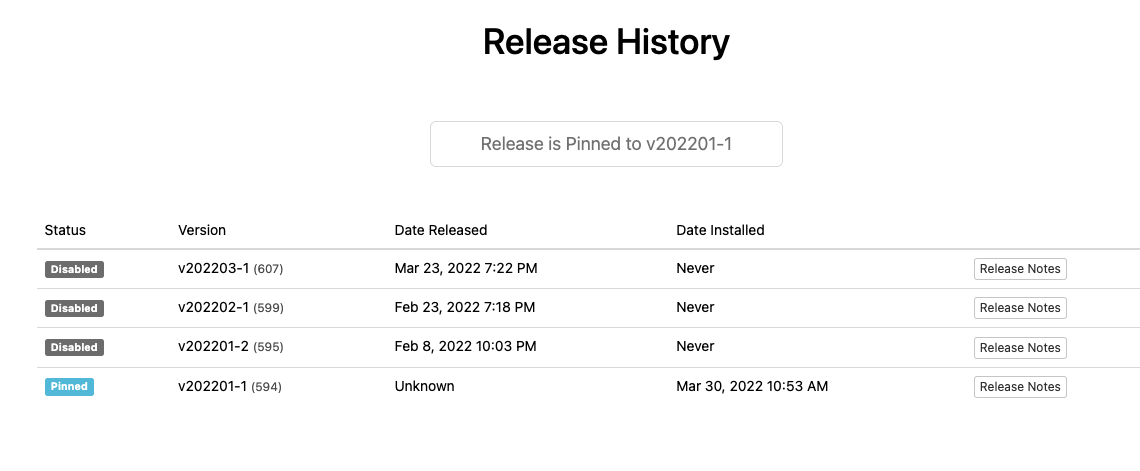 Release History
Release is Pinned to v202201-1
Status Version Date Released Date Installed
Disabled v202203-1 (607) Mar 23, 2022 7:22 PM Never Release Notes
Disabled v202202-1 (599) Feb 23, 2022 7:18 PM Never Release Notes
Disabled v202201-2 (595) Feb 8, 2022 10:03 PM Never Release Notes
Pinned v202201-1 (594) Unknown Mar 30, 2022 10:53 AM Release Notes